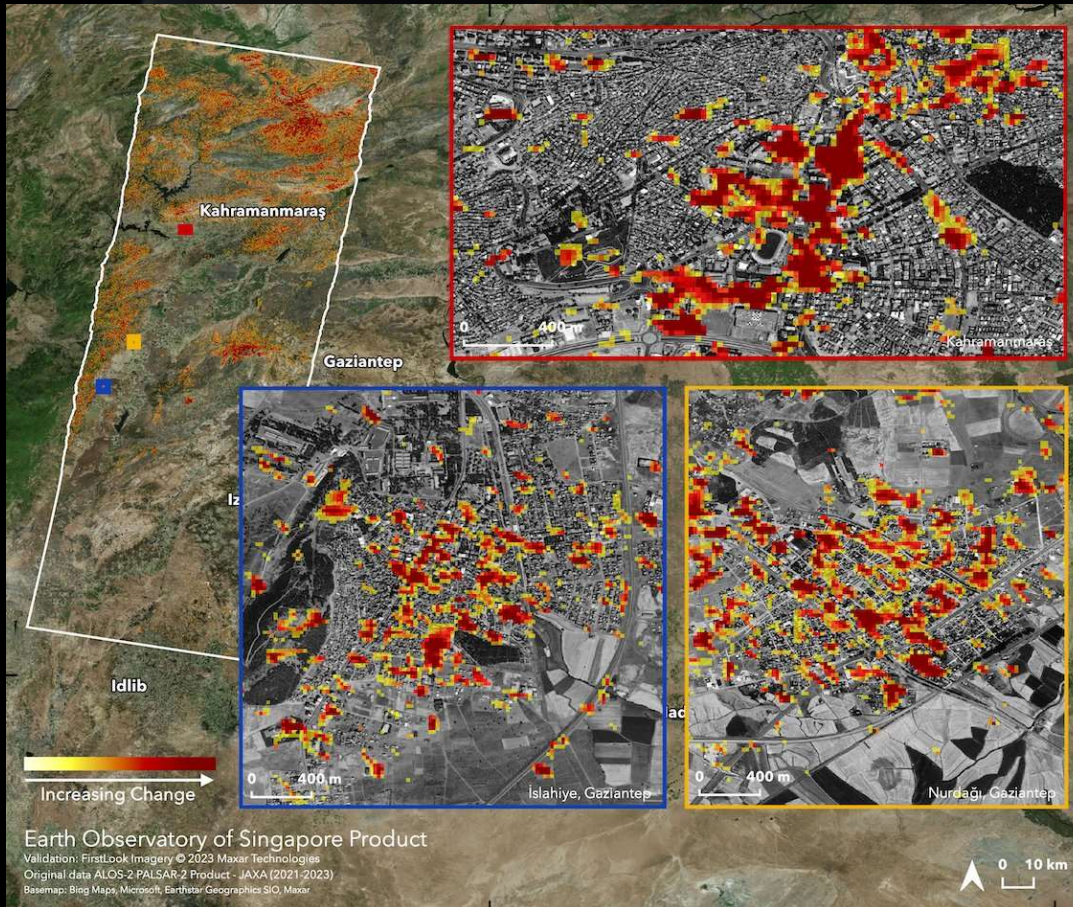 Kahramanmaraş
Gaziantep
Iz
Idlib
ad
0 400 m
Kahramanmaraş
0 400 m
İslahiye, Gaziantep
0 400 m
Nurdağı, Gaziantep
Increasing Change
Earth Observatory of Singapore Product
Validation: FirstLook Imagery © 2023 Maxar Technologies
Original data ALOS-2 PALSAR-2 Product - JAXA (2021-2023)
Basemap: Bing Maps, Microsoft, Earthstar Geographics SIO, Maxar
0 10 km